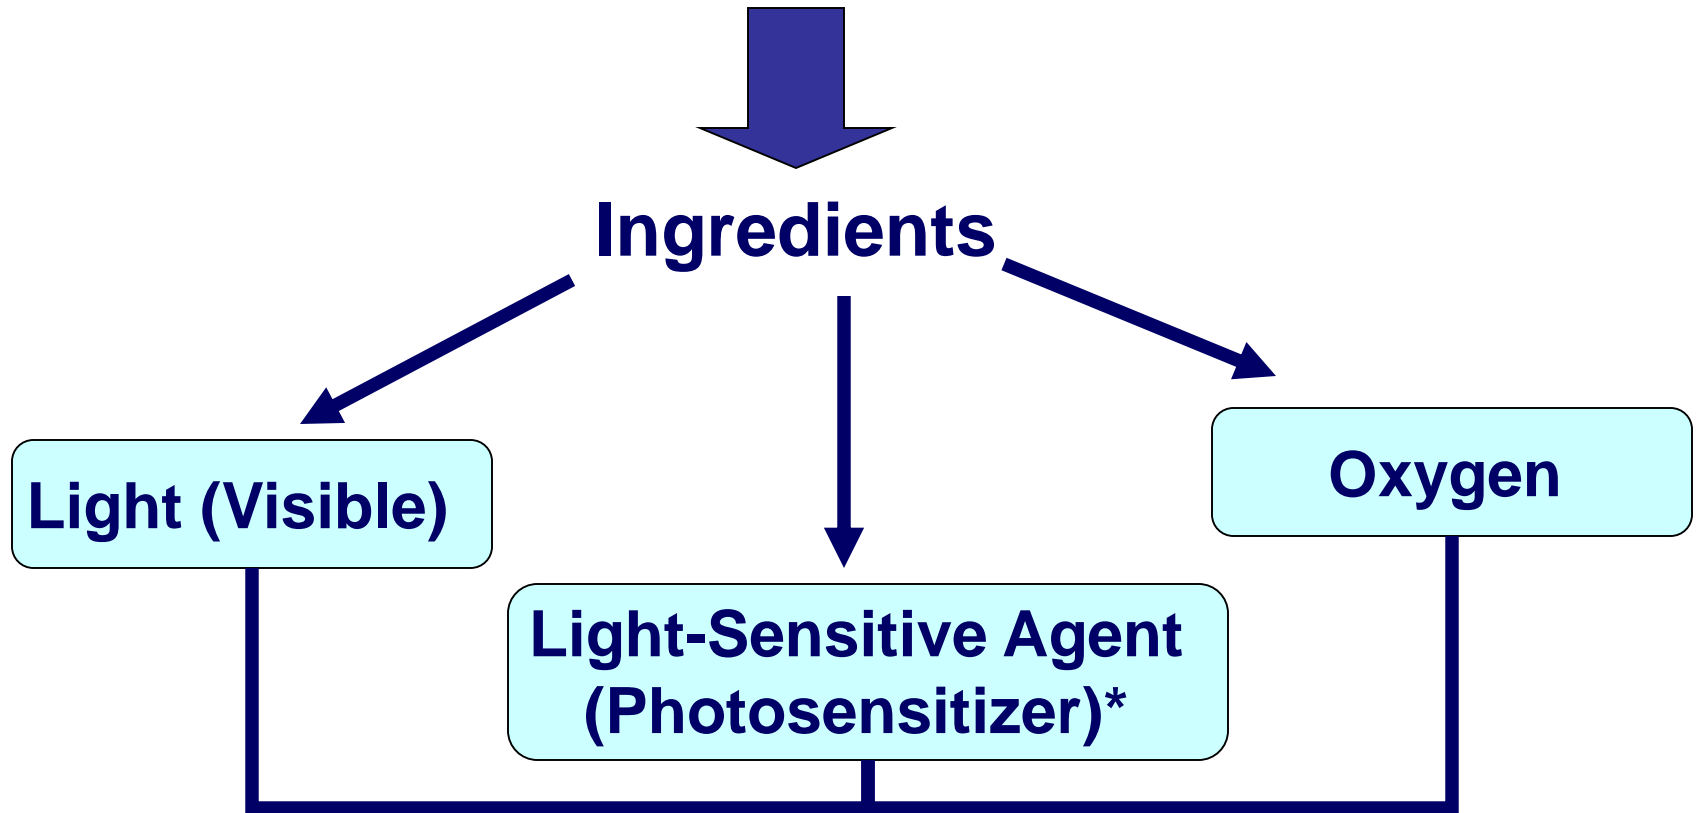 Ingredients
Light (Visible)
Oxygen
Light-Sensitive Agent
(Photosensitizer)*